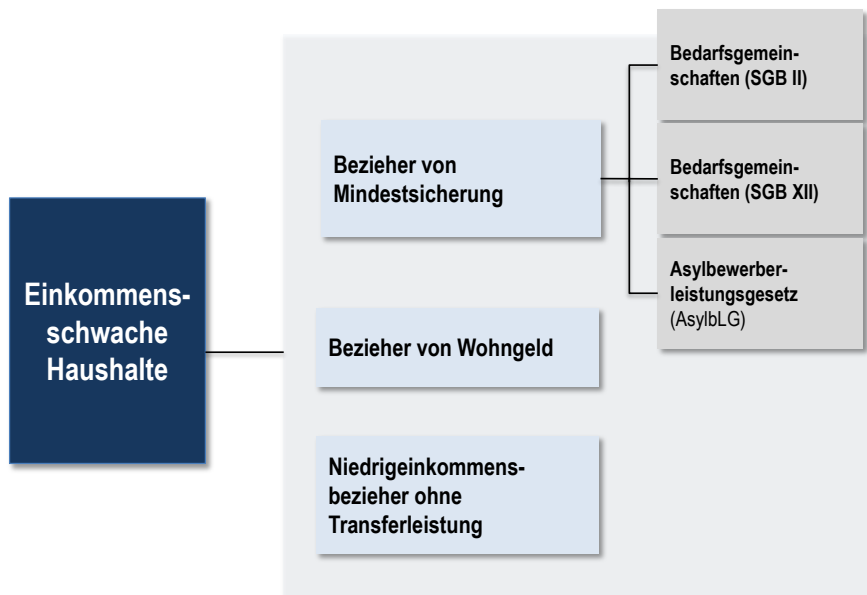 Einkommens-
schwache
Haushalte
Bezieher von
Mindestsicherung
Bedarfsgemein-
schaften (SGB II)
Bedarfsgemein-
schaften (SGB XII)
Asylbewerber-
leistungsgesetz
(AsylbLG)
Bezieher von Wohngeld
Niedrigeinkommens-
bezieher ohne
Transferleistung